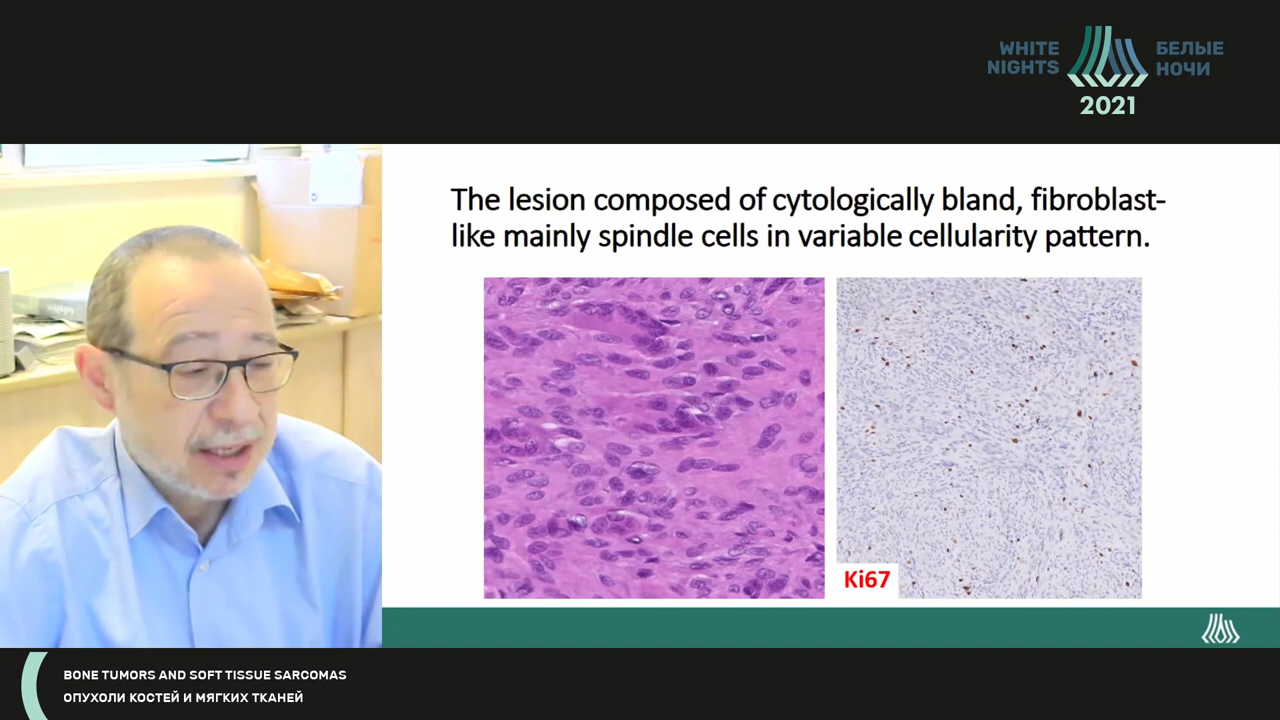 WHITE
NIGHTS
БЕЛЫЕ
НОЧИ
2021
The lesion composed of cytologically bland, fibroblast-
like mainly spindle cells in variable cellularity pattern.
Ki67
BONE TUMORS AND SOFT TISSUE SARCOMAS
ОПУХОЛИ КОСТЕЙ И МЯГКИХ ТКАНЕЙ